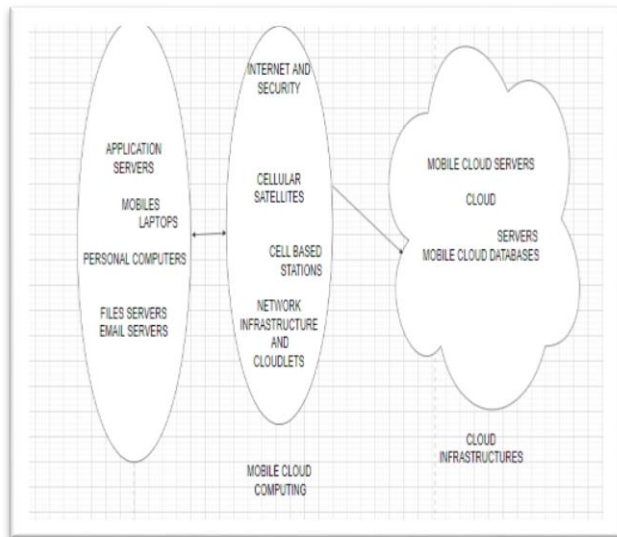 APPLICATION
SERVERS
MOBILES
LAPTOPS
PERSONAL COMPUTERS
FILES SERVERS
EMAIL SERVERS
INTERNET AND
SECURITY
CELLULAR
SATELLITES
CELL BASED
STATIONS
NETWORK
INFRASTRUCTURE
AND
CLOUDLETS
MOBILE CLOUD
COMPUTING
MOBILE CLOUD SERVERS
CLOUD
SERVERS
MOBILE CLOUD DATABASES
CLOUD
INFRASTRUCTURES